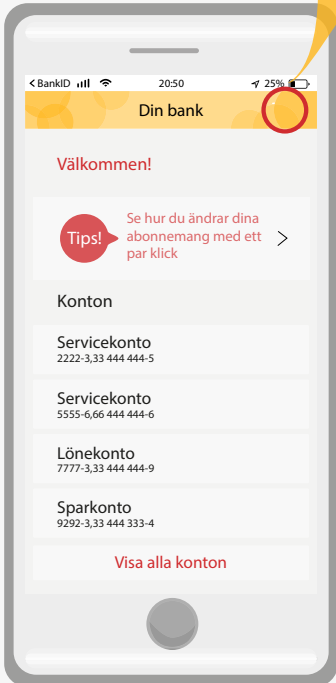 BankID 20:50 25%
Din bank
Välkommen!
Tips!
Se hur du ändrar dina
abonnemang med ett
par klick
Konton
Servicekonto
2222-3,33 444 444-5
Servicekonto
5555-6,66 444 444-6
Lönekonto
7777-3,33 444 444-9
Sparkonto
9292-3,33 444 333-4
Visa alla konton